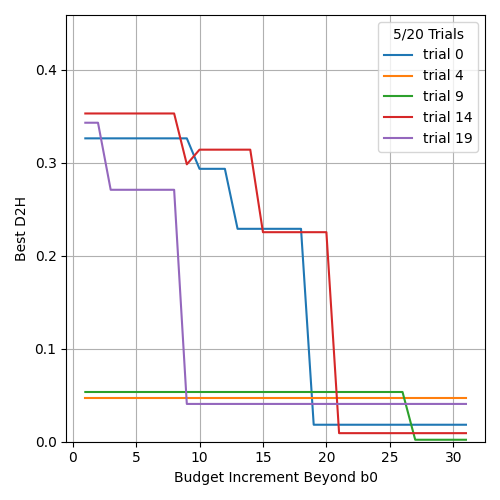 5/20 Trials
trial 0
trial 4
trial 9
trial 14
trial 19
Best D2H
0.4
0.3
0.2
0.1
0.0
0 5 10 15 20 25 30
Budget Increment Beyond b0